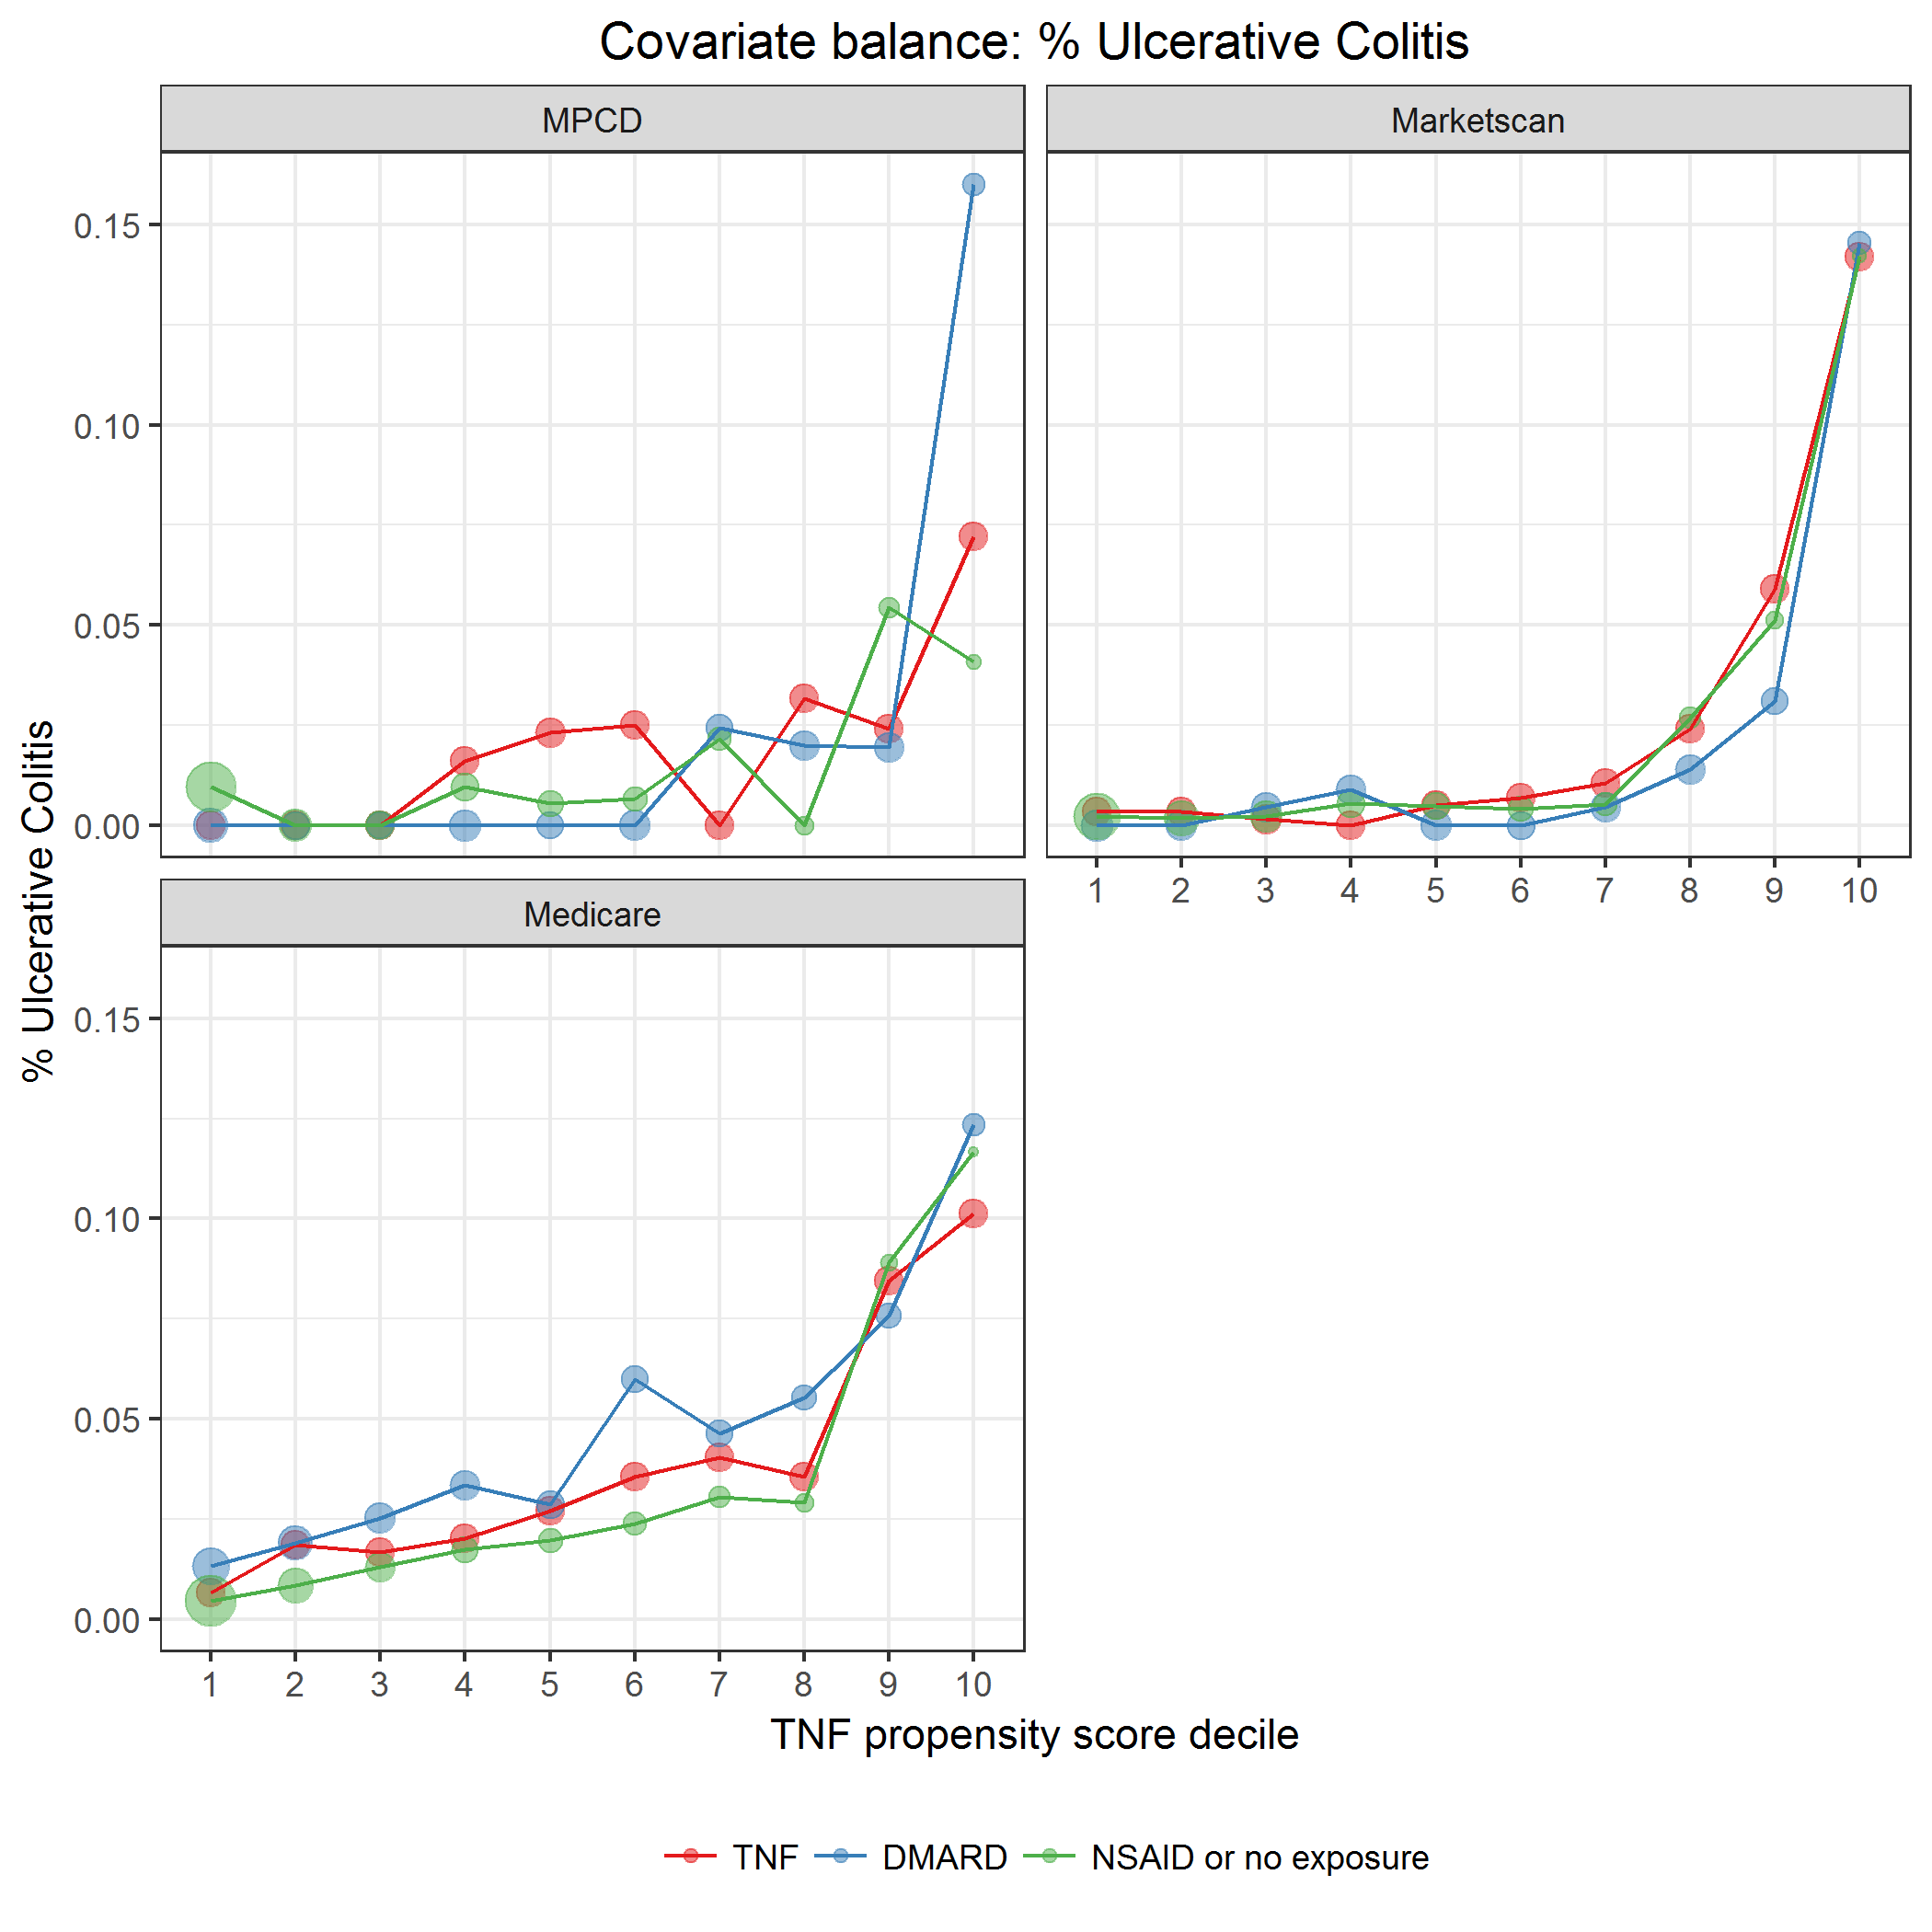 Covariate balance: % Ulcerative Colitis
MPCD
Marketscan
0.15
0.10
0.05
0.00
1 2 3 4 5 6 7 8 9 10
Medicare
0.15
0.10
0.05
0.00
1 2 3 4 5 6 7 8 9 10
% Ulcerative Colitis
TNF propensity score decile
TNF DMARD NSAID or no exposure